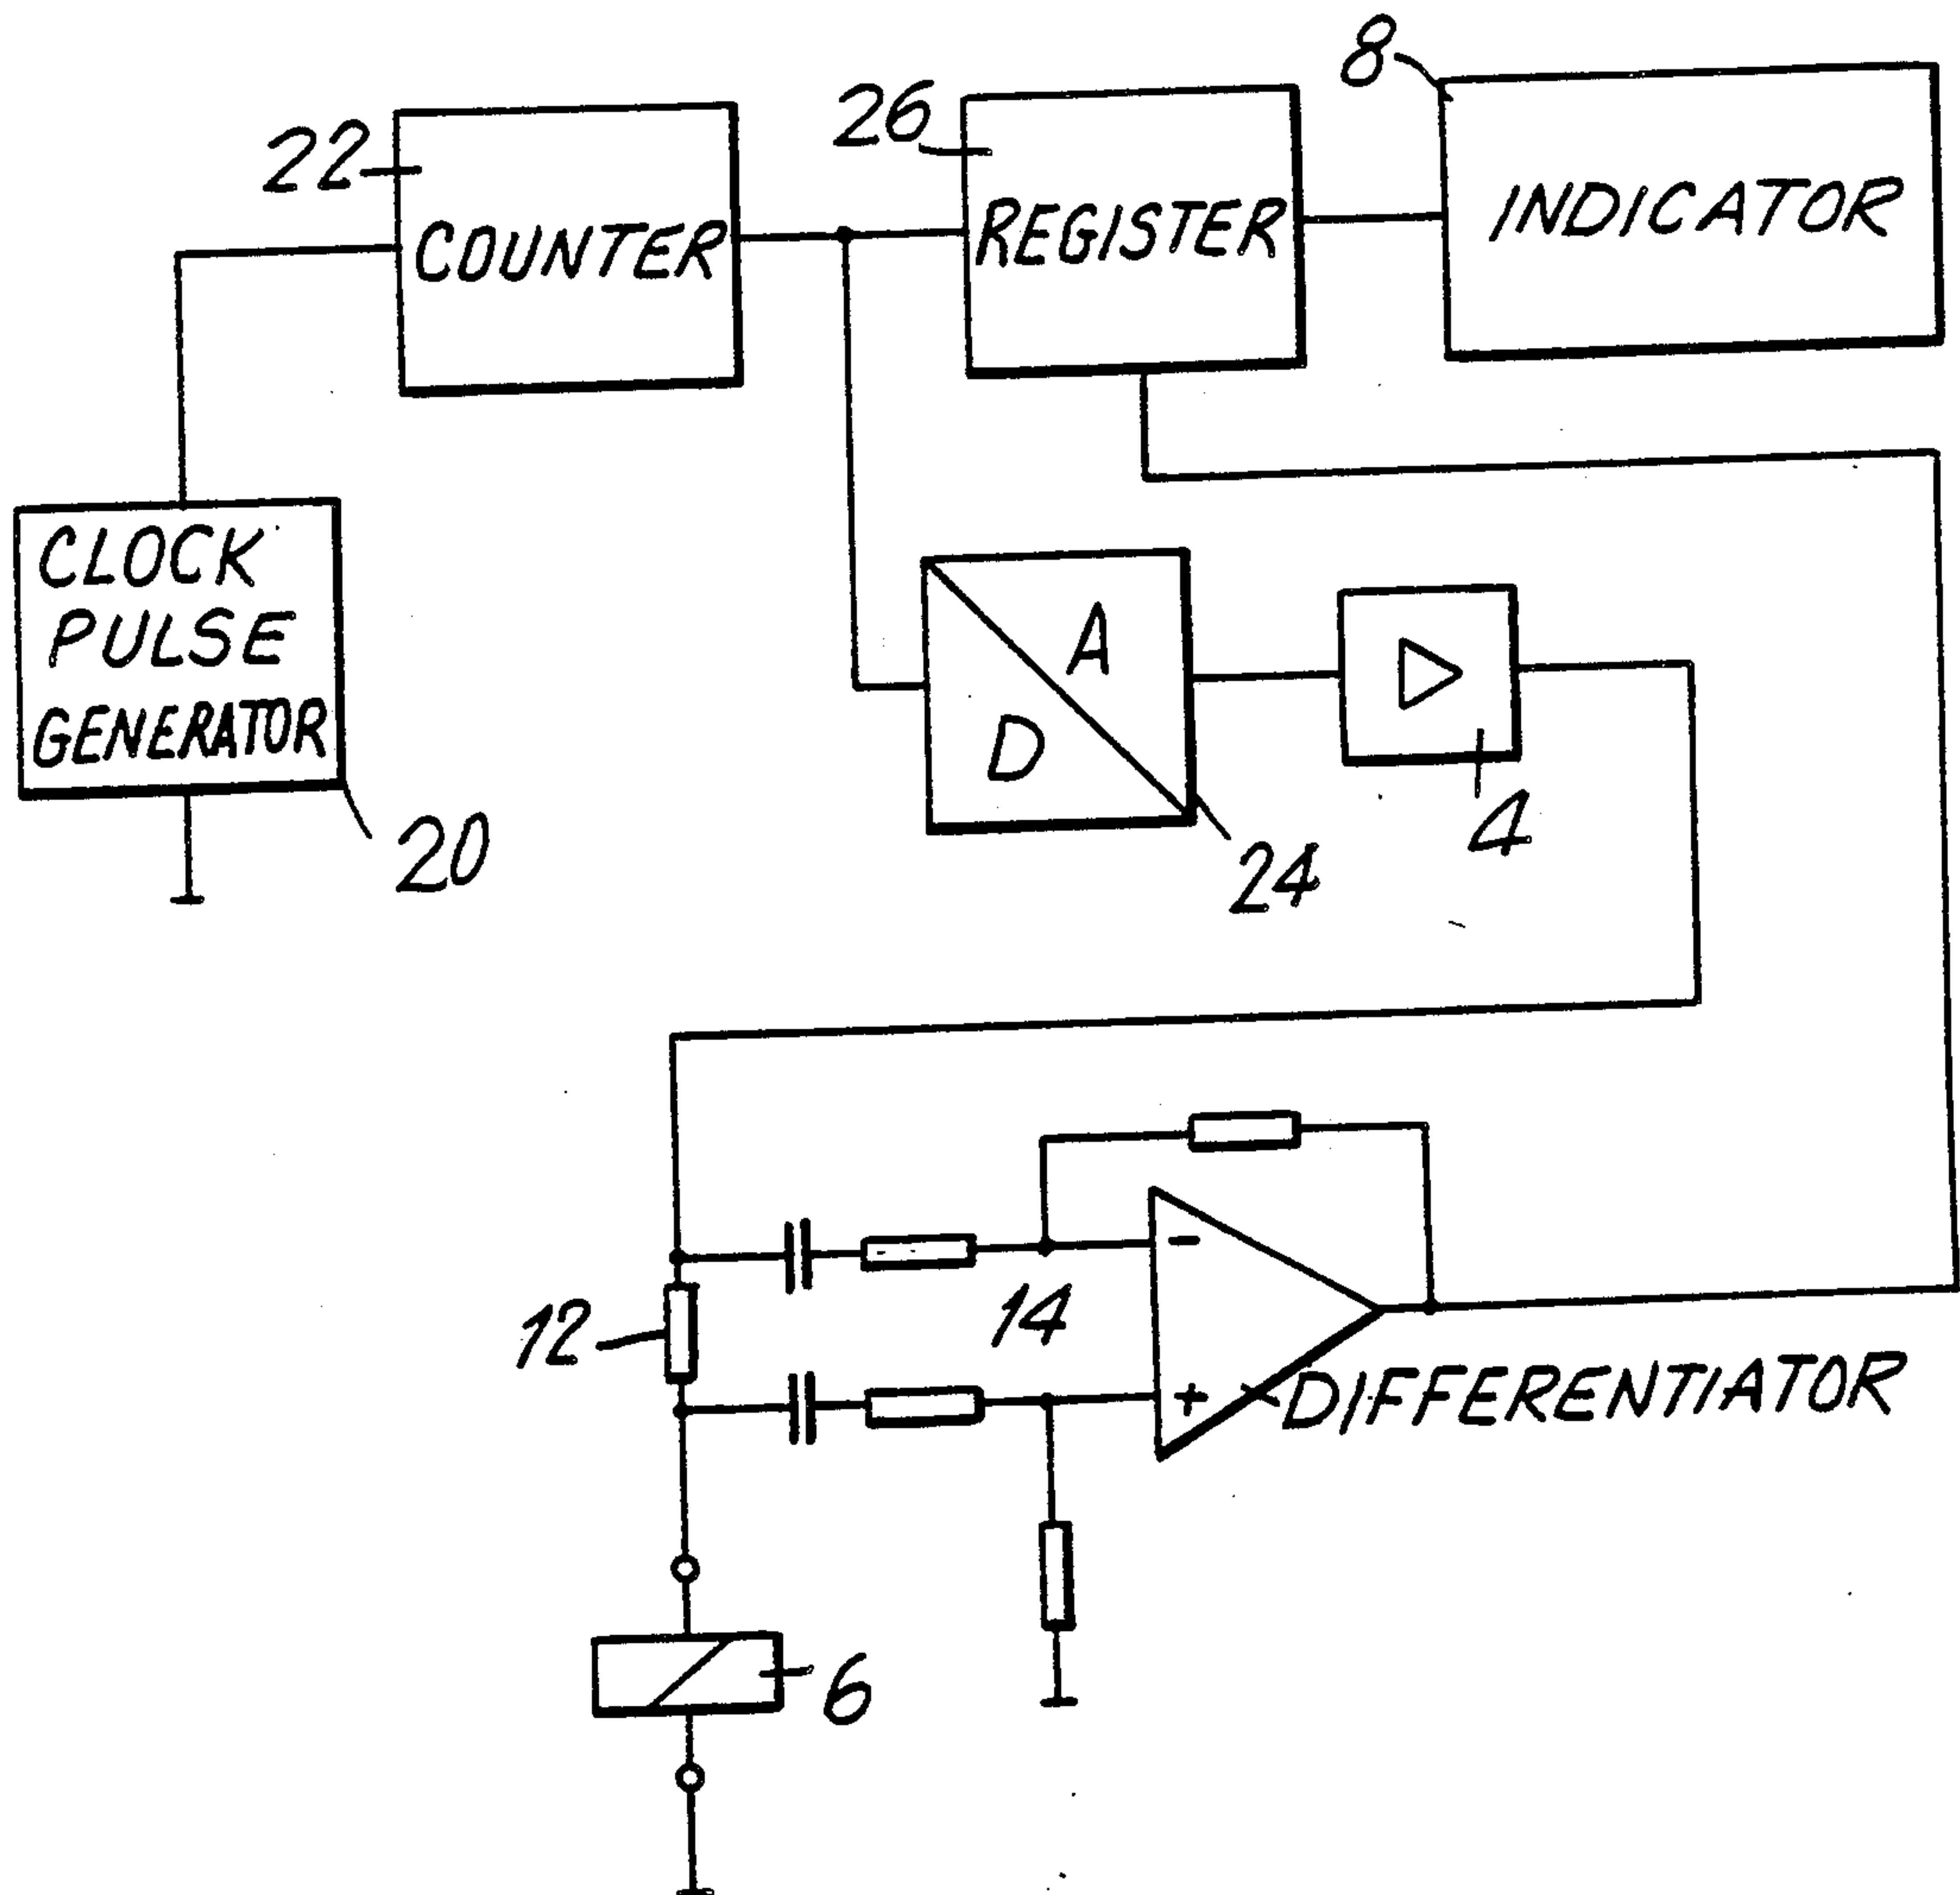 8
26
22
COUNTER
REGISTER
INDICATOR
CLOCK
PULSE
GENERATOR
20
A
D
24
4
12
14
-
+
DIFFERENTIATOR
6